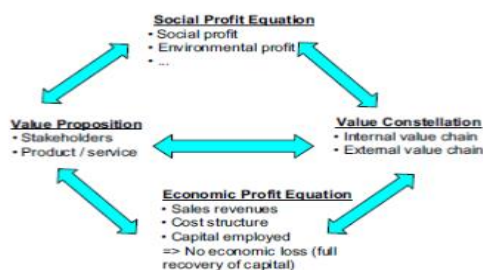 Social Profit Equation
• Social profit
• Environmental profit
• ...
Value Proposition
• Stakeholders
• Product / service
Value Constellation
• Internal value chain
• External value chain
Economic Profit Equation
• Sales revenues
• Cost structure
• Capital employed
=> No economic loss (full
recovery of capital)